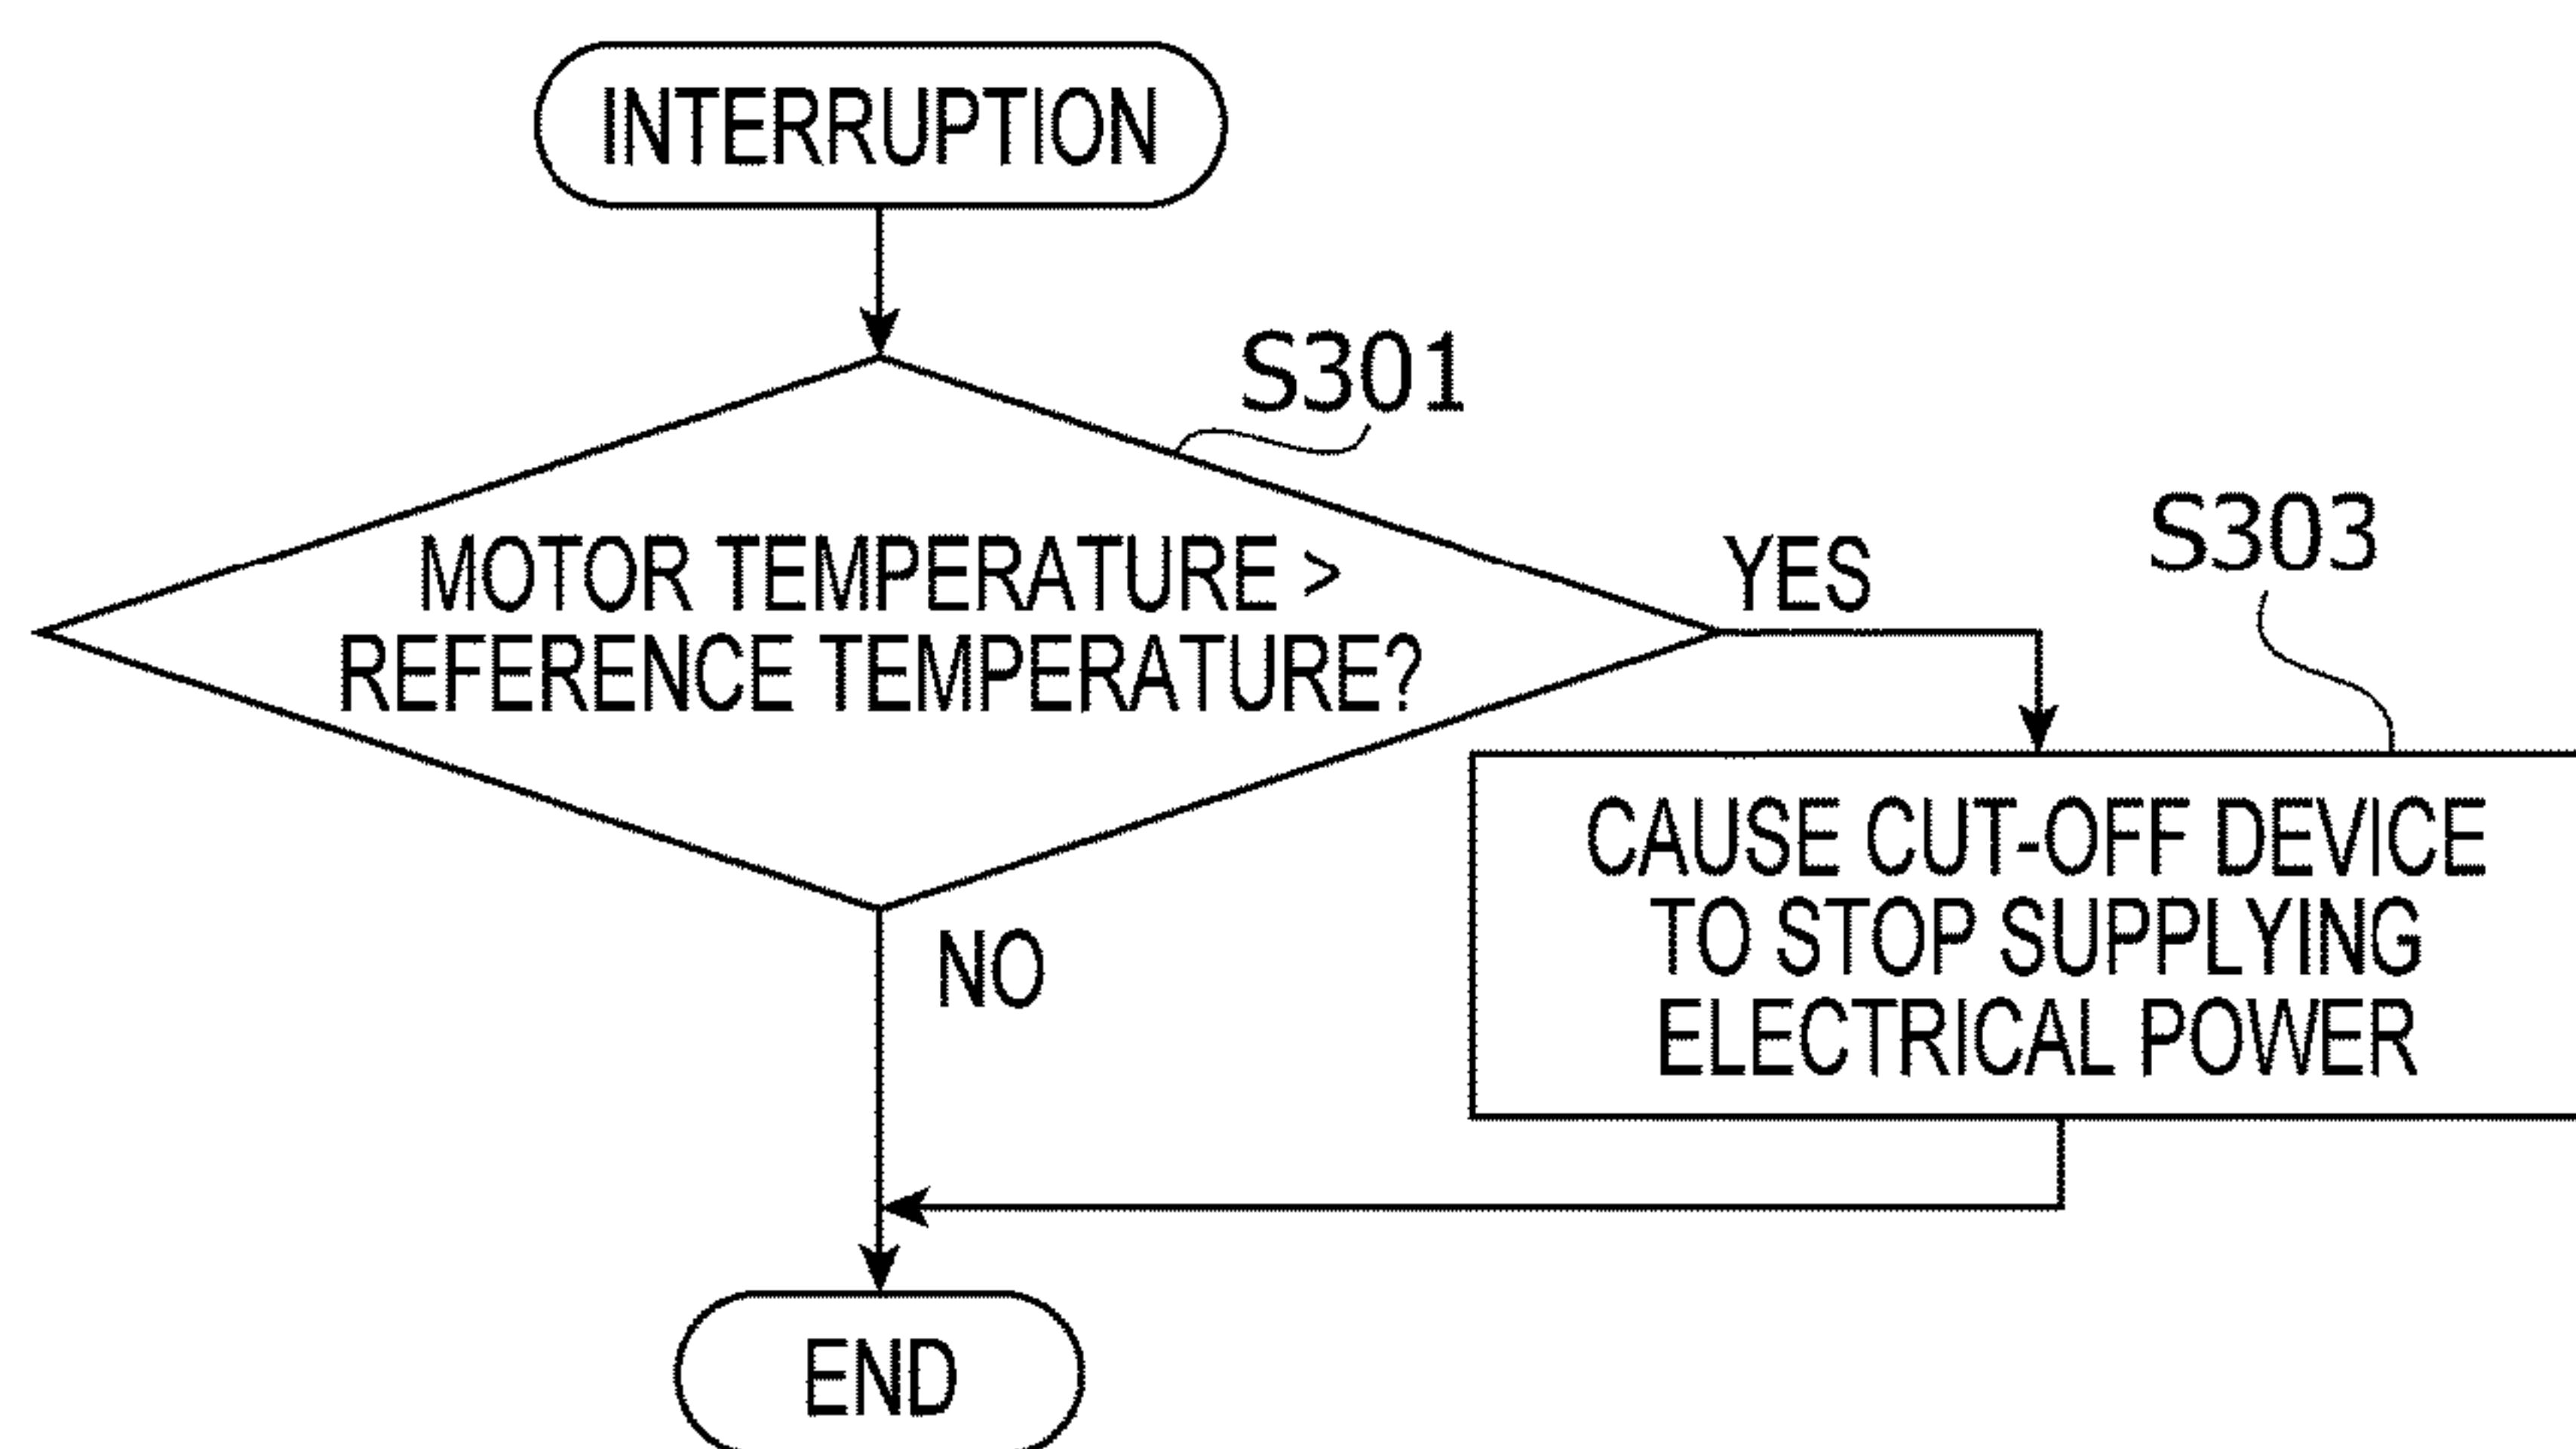 INTERRUPTION
S301
MOTOR TEMPERATURE >
REFERENCE TEMPERATURE?
YES
S303
CAUSE CUT-OFF DEVICE
TO STOP SUPPLYING
ELECTRICAL POWER
NO
END